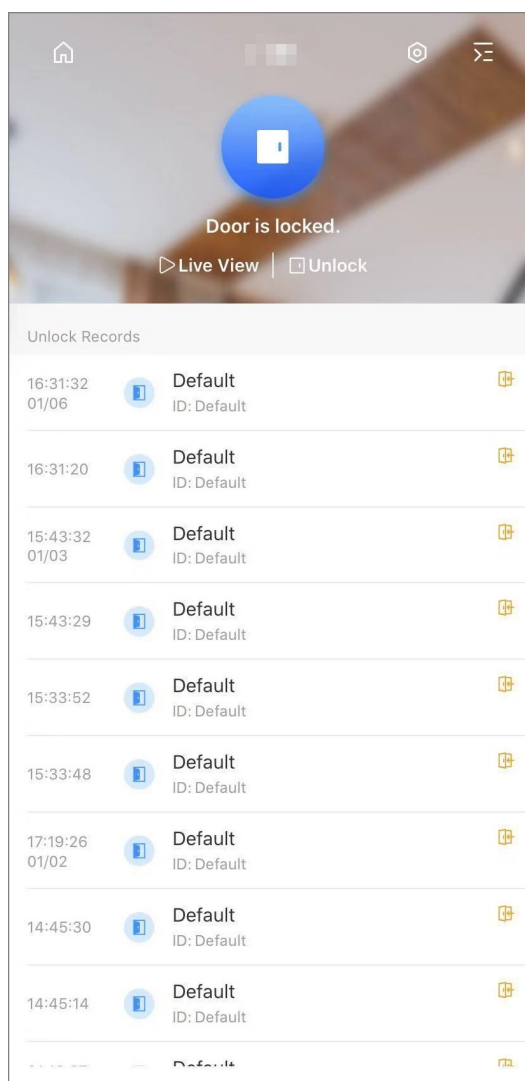 Door is locked.
Live View | Unlock
Unlock Records
16:31:32
01/06
Default
ID: Default
16:31:20
Default
ID: Default
15:43:32
01/03
Default
ID: Default
15:43:29
Default
ID: Default
15:33:52
Default
ID: Default
15:33:48
Default
ID: Default
17:19:26
01/02
Default
ID: Default
14:45:30
Default
ID: Default
14:45:14
Default
ID: Default
Default